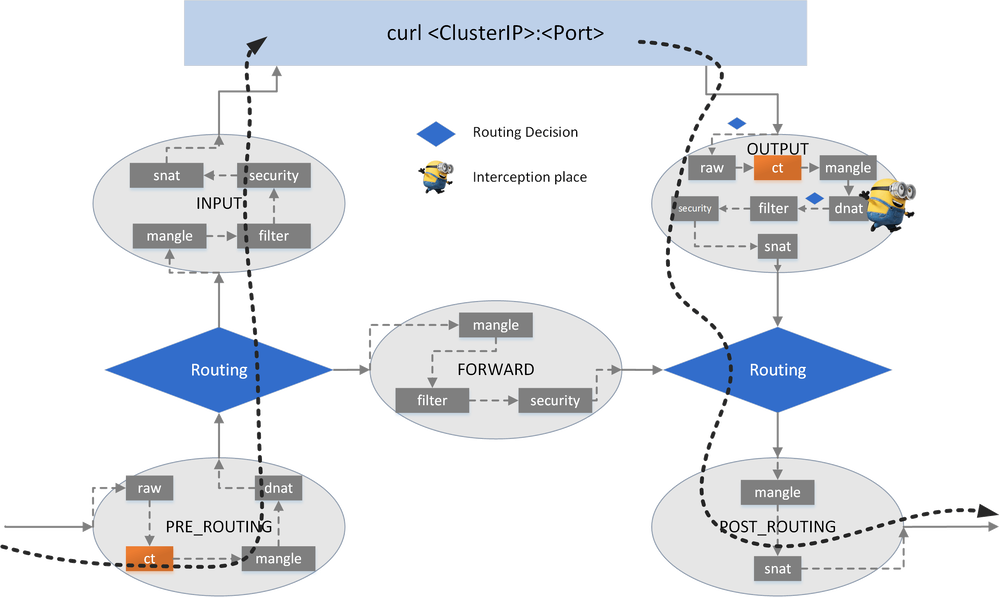 curl <ClusterIP>:<Port>
Routing Decision
Interception place
snat
security
INPUT
mangle
filter
OUTPUT
raw
ct
mangle
security
filter
dnat
snat
Routing
mangle
FORWARD
filter
security
Routing
raw
dnat
PRE_ROUTING
ct
mangle
mangle
POST_ROUTING
snat